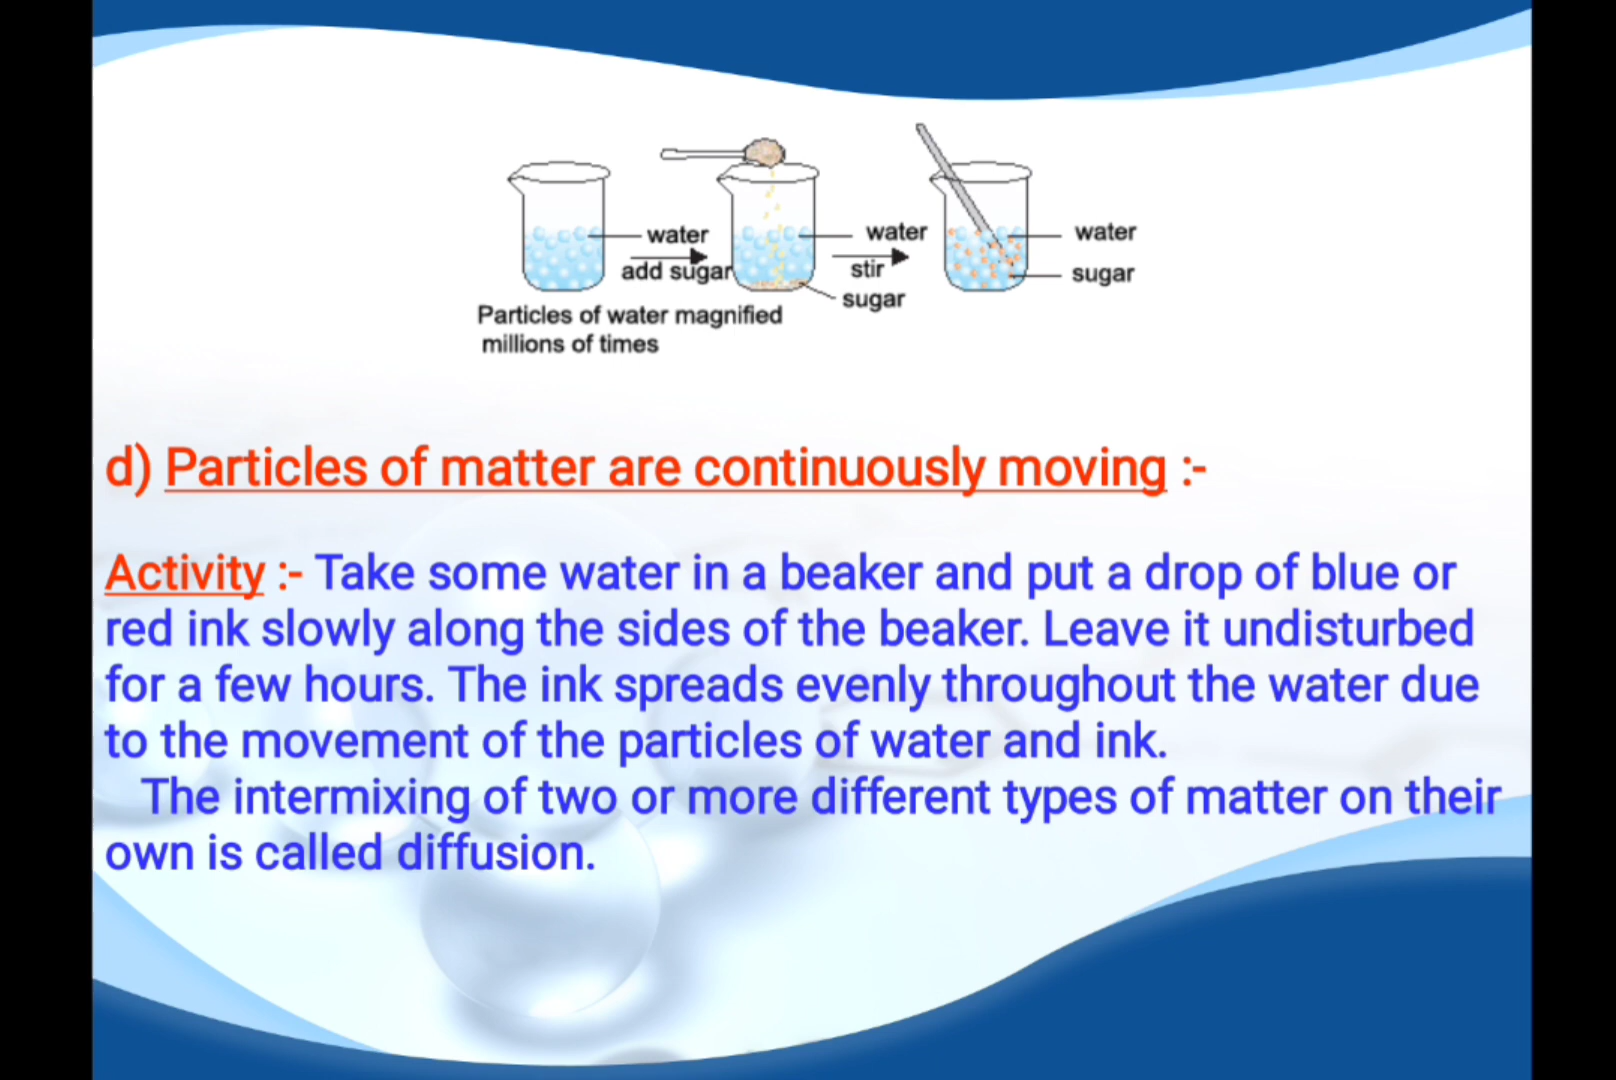 water
add sugar
water
stir
sugar
water
sugar
Particles of water magnified
millions of times
d) Particles of matter are continuously moving :-
Activity :- Take some water in a beaker and put a drop of blue or
red ink slowly along the sides of the beaker. Leave it undisturbed
for a few hours. The ink spreads evenly throughout the water due
to the movement of the particles of water and ink.
The intermixing of two or more different types of matter on their
own is called diffusion.